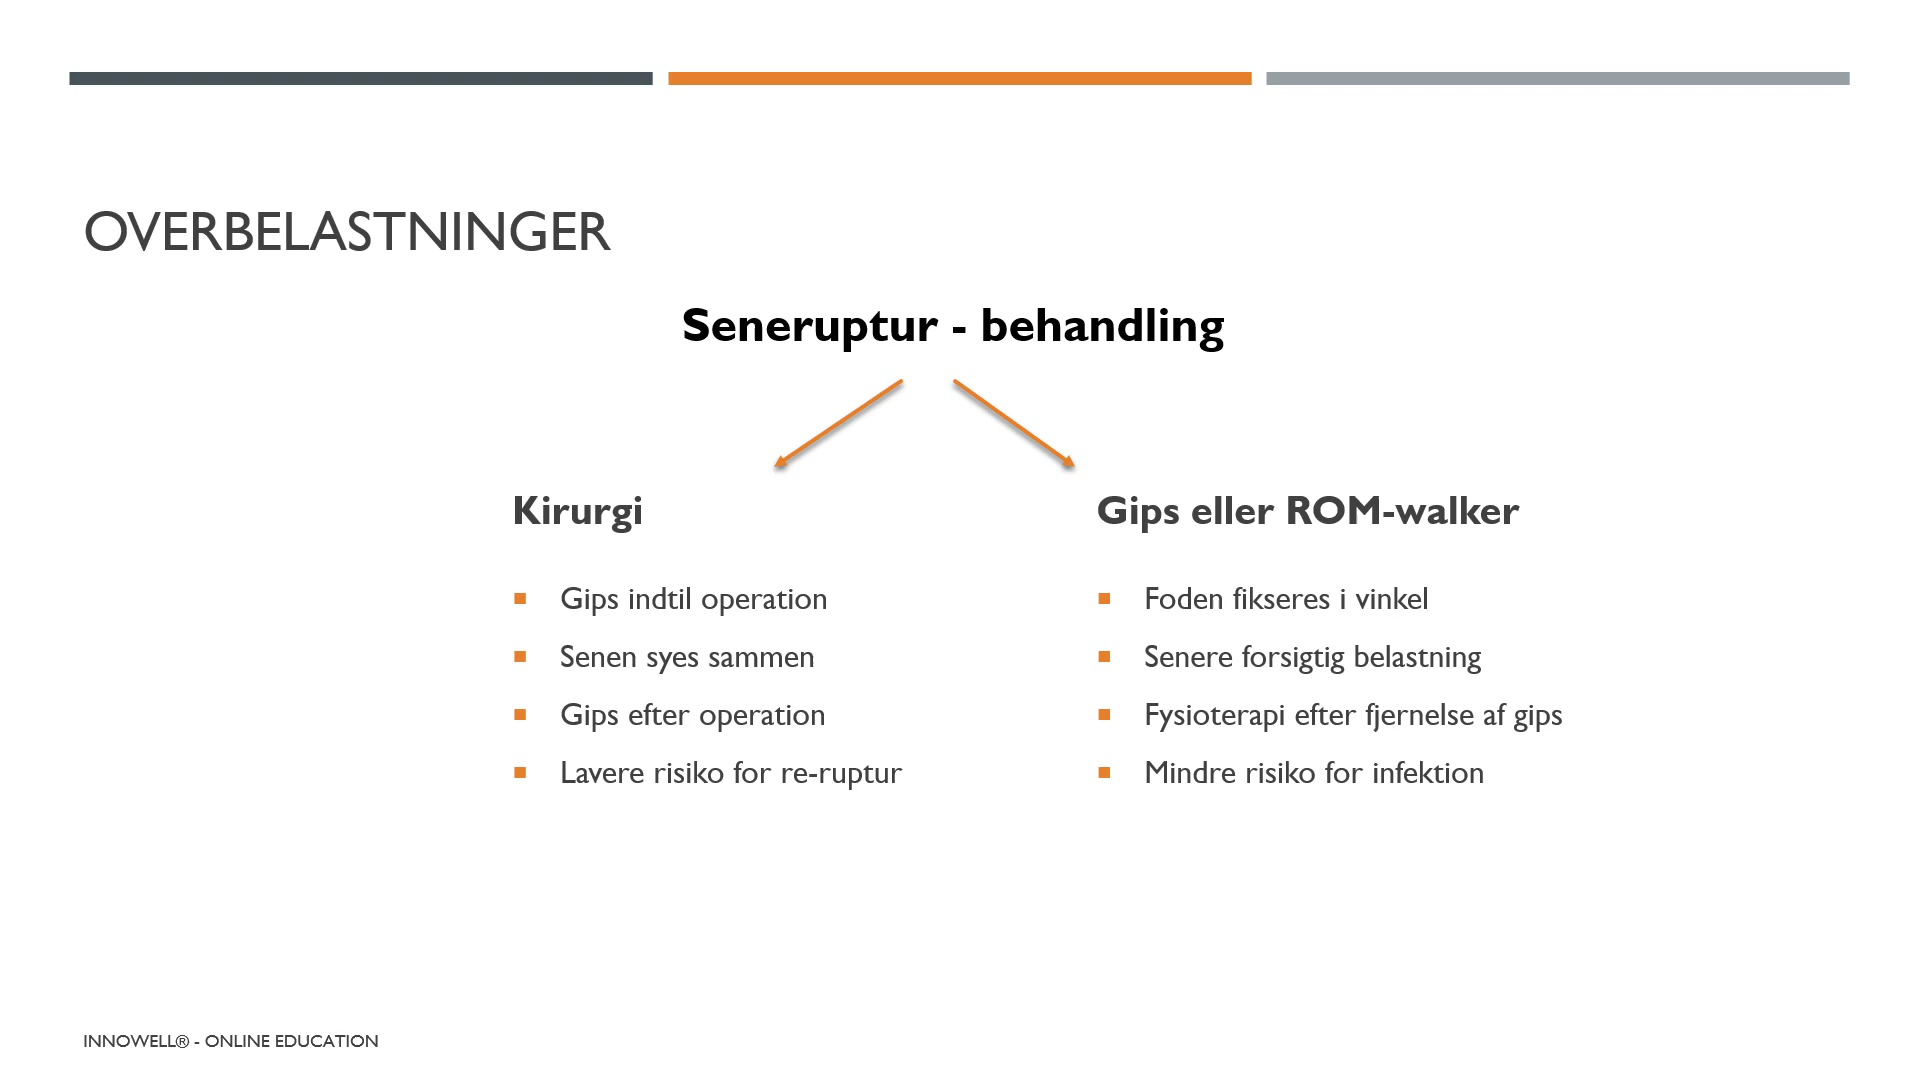 OVERBELASTNINGER
Seneruptur - behandling
Kirurgi
Gips indtil operation
Senen syes sammen
Gips efter operation
Lavere risiko for re-ruptur
Gips eller ROM-walker
Foden fikseres i vinkel
Senere forsigtig belastning
Fysioterapi efter fjernelse af gips
Mindre risiko for infektion
INNOWELL® - ONLINE EDUCATION